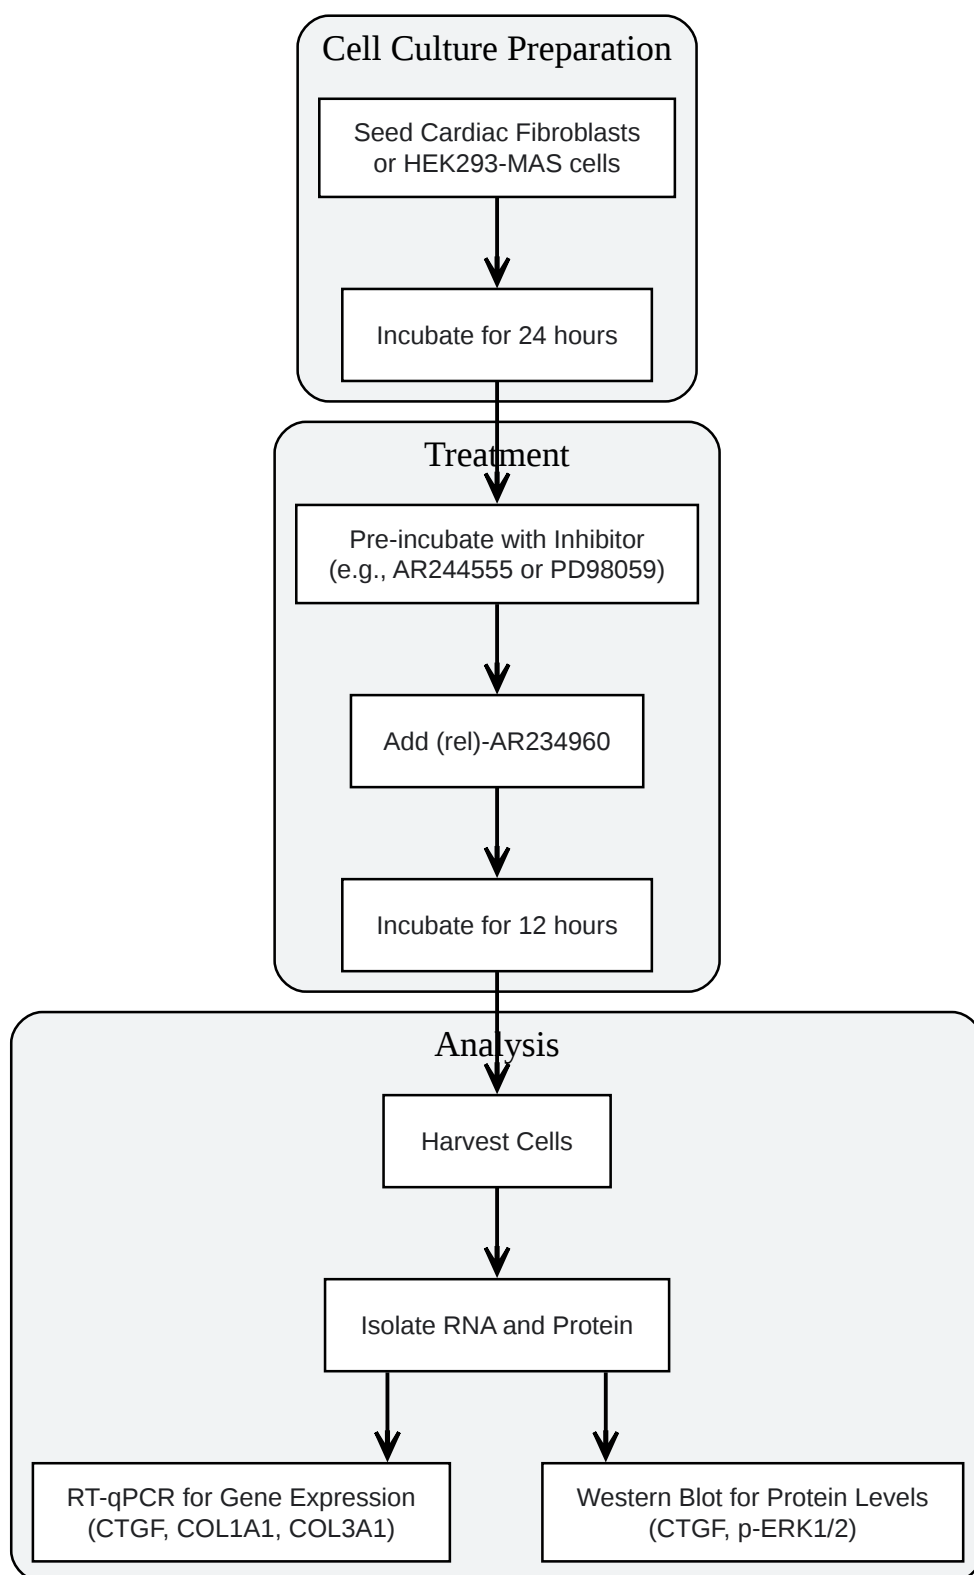 Cell Culture Preparation
Seed Cardiac Fibroblasts
or HEK293-MAS cells
Incubate for 24 hours
Treatment
Pre-incubate with Inhibitor
(e.g., AR244555 or PD98059)
Add (rel)-AR234960
Incubate for 12 hours
Analysis
Harvest Cells
Isolate RNA and Protein
RT-qPCR for Gene Expression
(CTGF, COL1A1, COL3A1)
Western Blot for Protein Levels
(CTGF, p-ERK1/2)